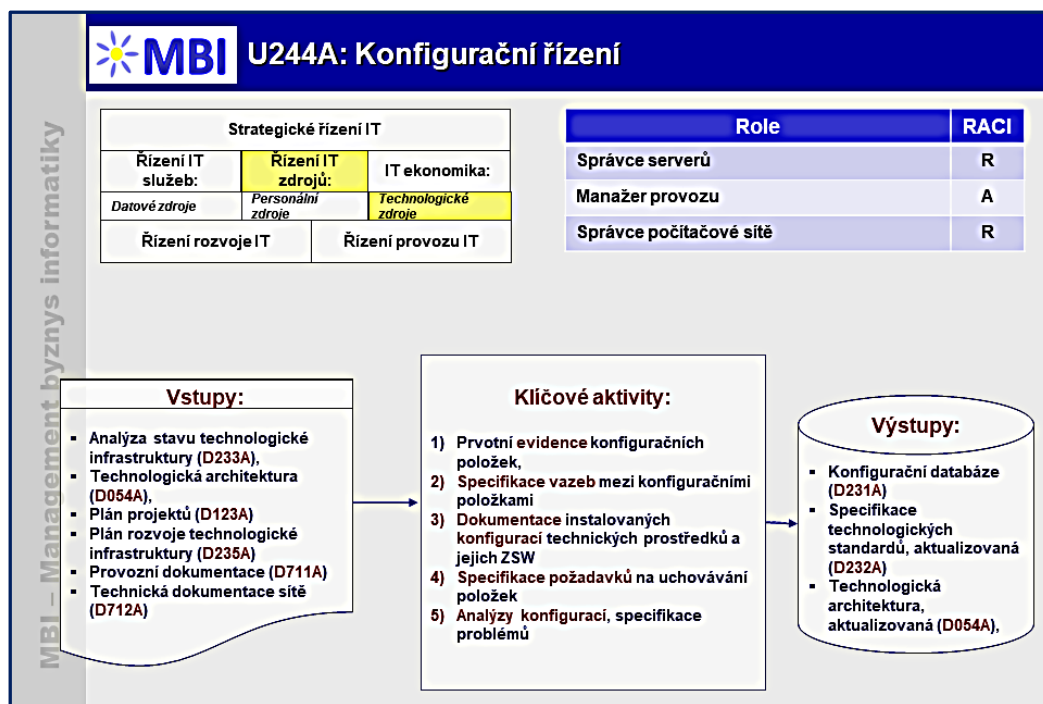 MBI
U244A: Konfigurační řízení
MBI – Management byznys informatiky
Strategické řízení IT
Řízení IT
služeb:
Řízení IT
zdrojů:
IT ekonomika:
Datové zdroje
Personální
zdroje
Technologické
zdroje
Řízení rozvoje IT
Řízení provozu IT
Role RACI
Správce serverů R
Manažer provozu A
Správce počítačové sítě R
Vstupy:
▪ Analýza stavu technologické
infrastruktury (D233A),
▪ Technologická architektura
(D054A),
▪ Plán projektů (D123A)
▪ Plán rozvoje technologické
infrastruktury (D235A)
▪ Provozní dokumentace (D711A)
▪ Technická dokumentace sítě
(D712A)
Klíčové aktivity:
1) Prvotní evidence konfiguračních
položek,
2) Specifikace vazeb mezi konfiguračními
položkami
3) Dokumentace instalovaných
konfigurací technických prostředků a
jejich ZSW
4) Specifikace požadavků na uchovávání
položek
5) Analýzy konfigurací, specifikace
problémů
Výstupy:
▪ Konfigurační databáze
(D231A)
▪ Specifikace
technologických
standardů, aktualizovaná
(D232A)
▪ Technologická
architektura,
aktualizovaná (D054A),